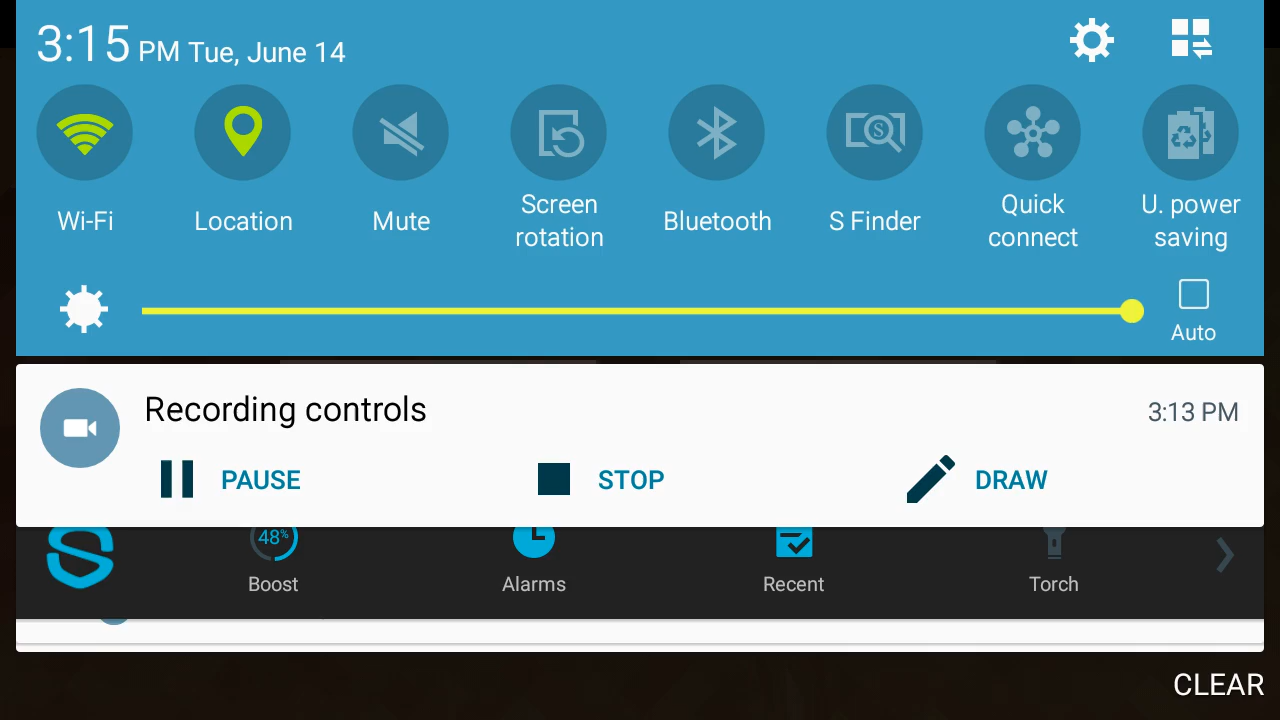 3:15 PM Tue, June 14
Wi-Fi
Location
Mute
Screen
rotation
Bluetooth
S Finder
Quick
connect
U. power
saving
Auto
Recording controls
3:13 PM
PAUSE
STOP
DRAW
48%
Boost
Alarms
Recent
Torch
CLEAR